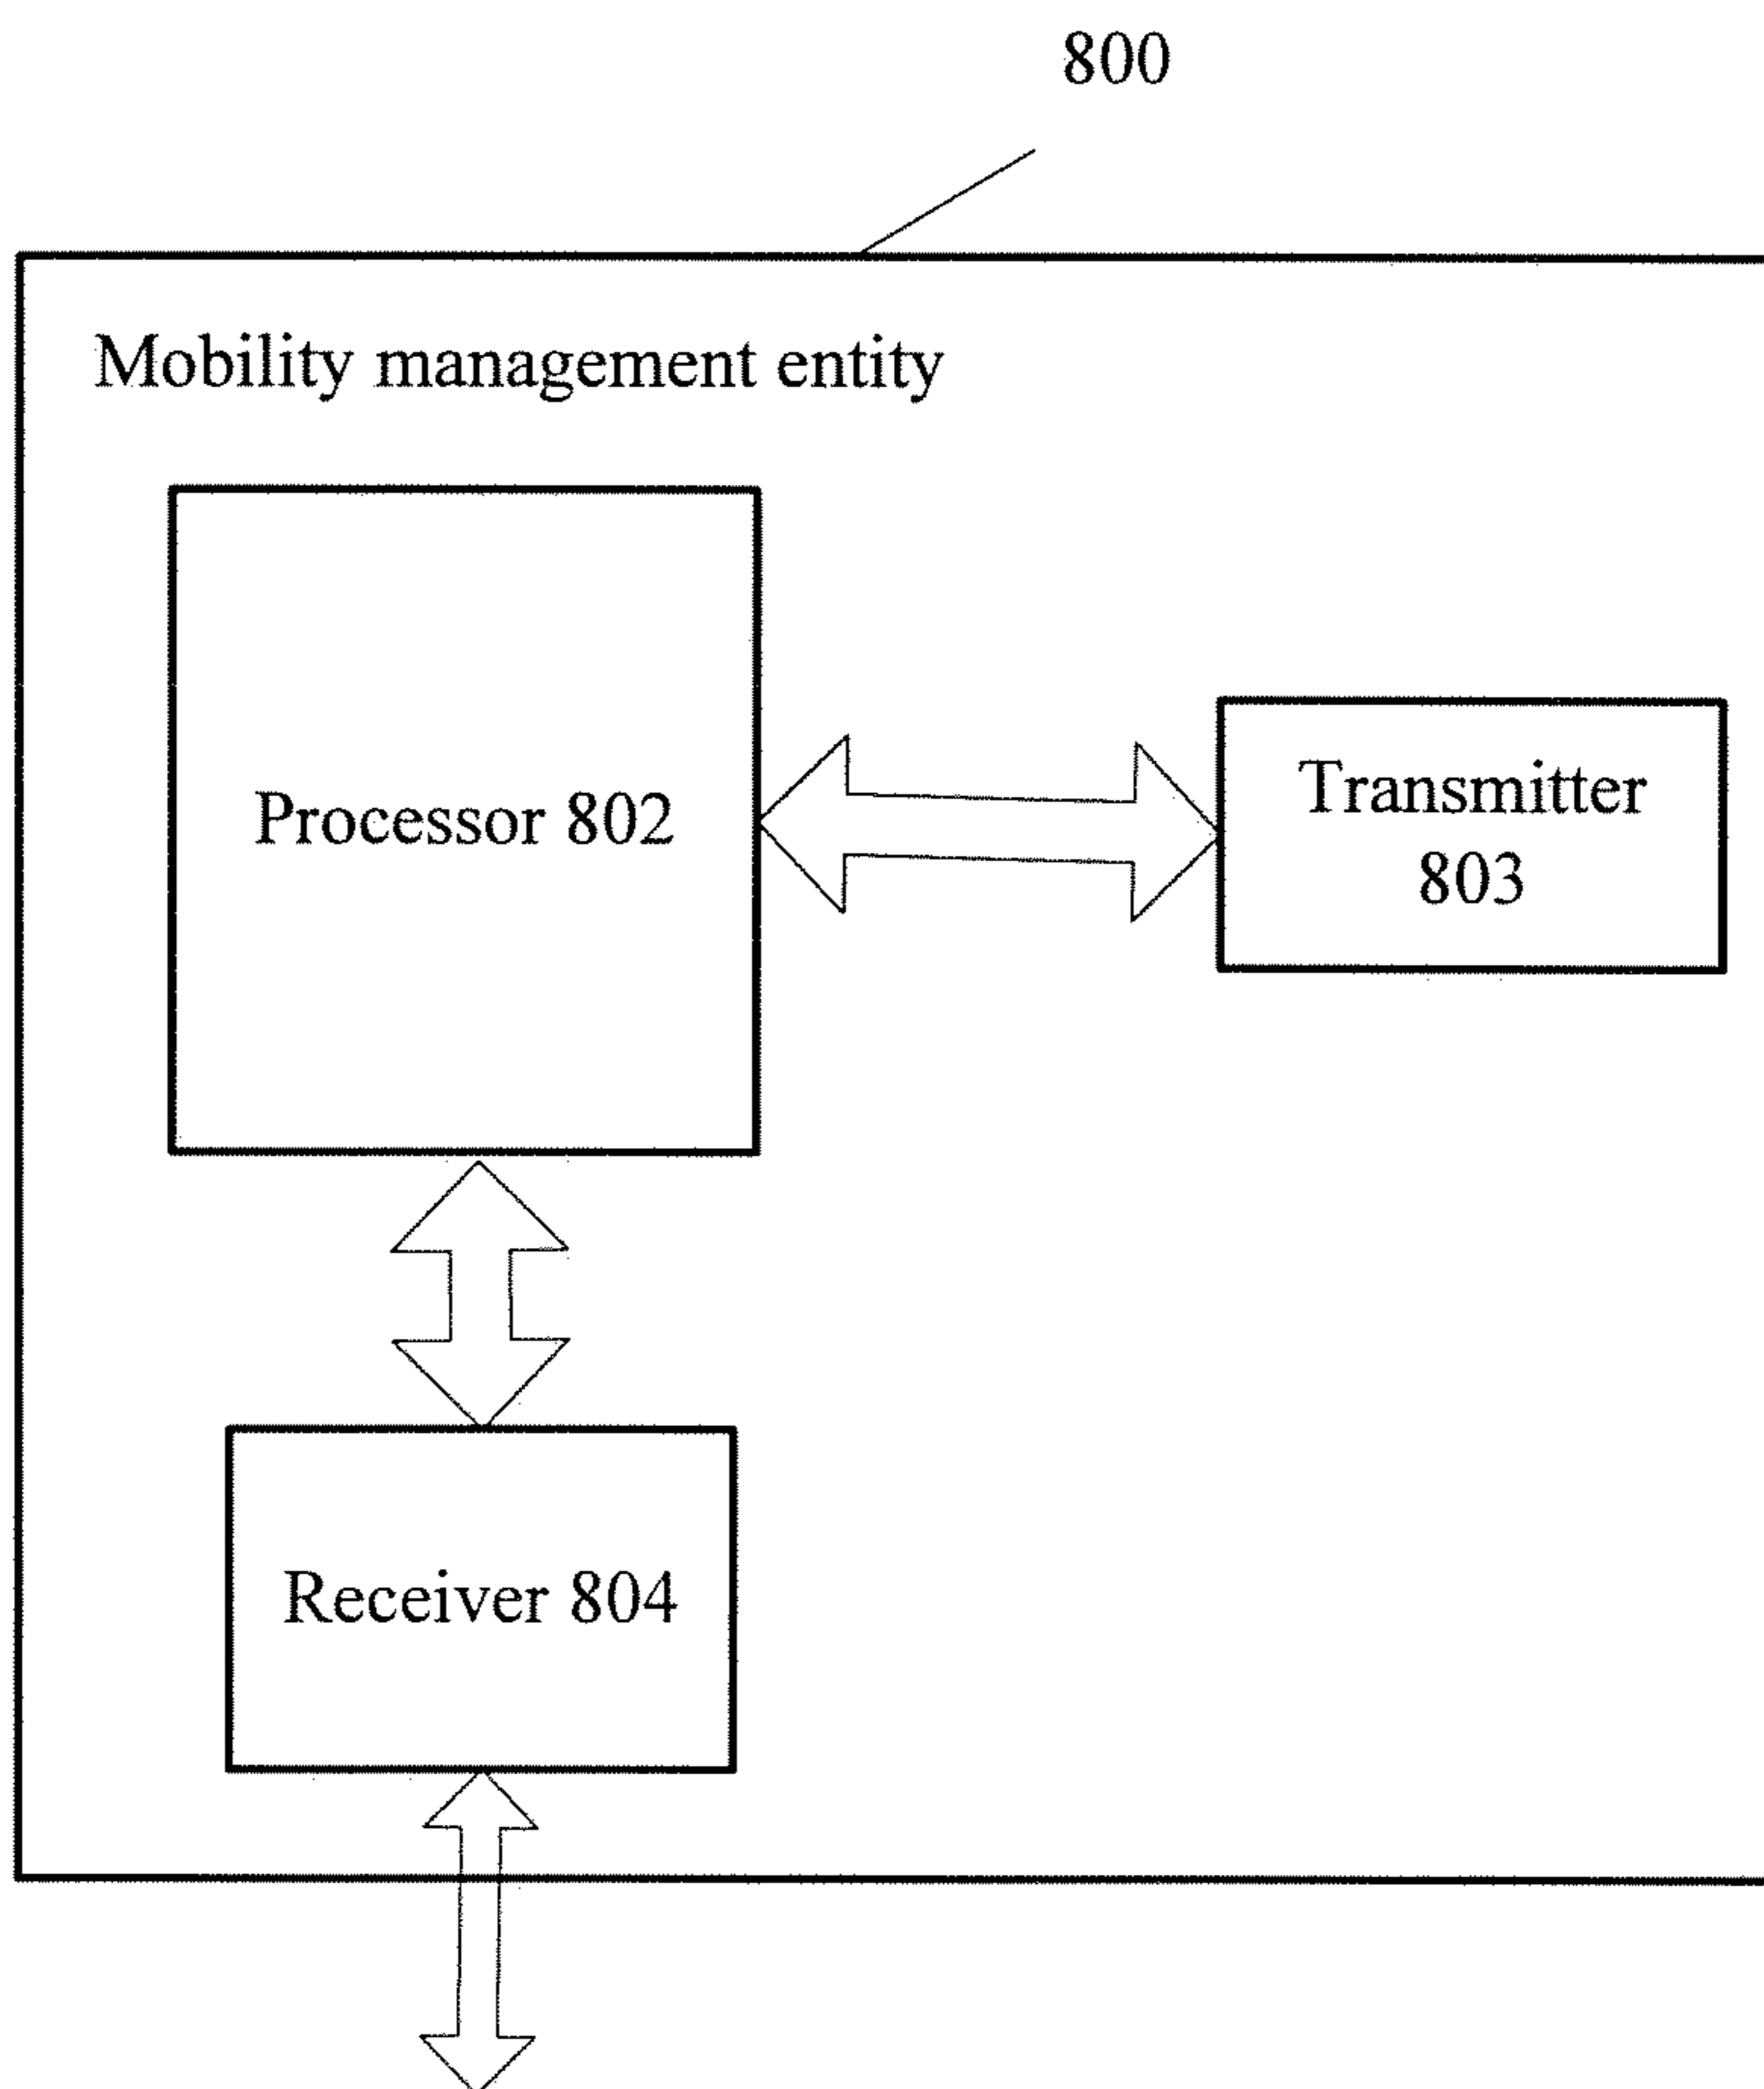 800
Mobility management entity
Processor 802
Transmitter
803
Receiver 804